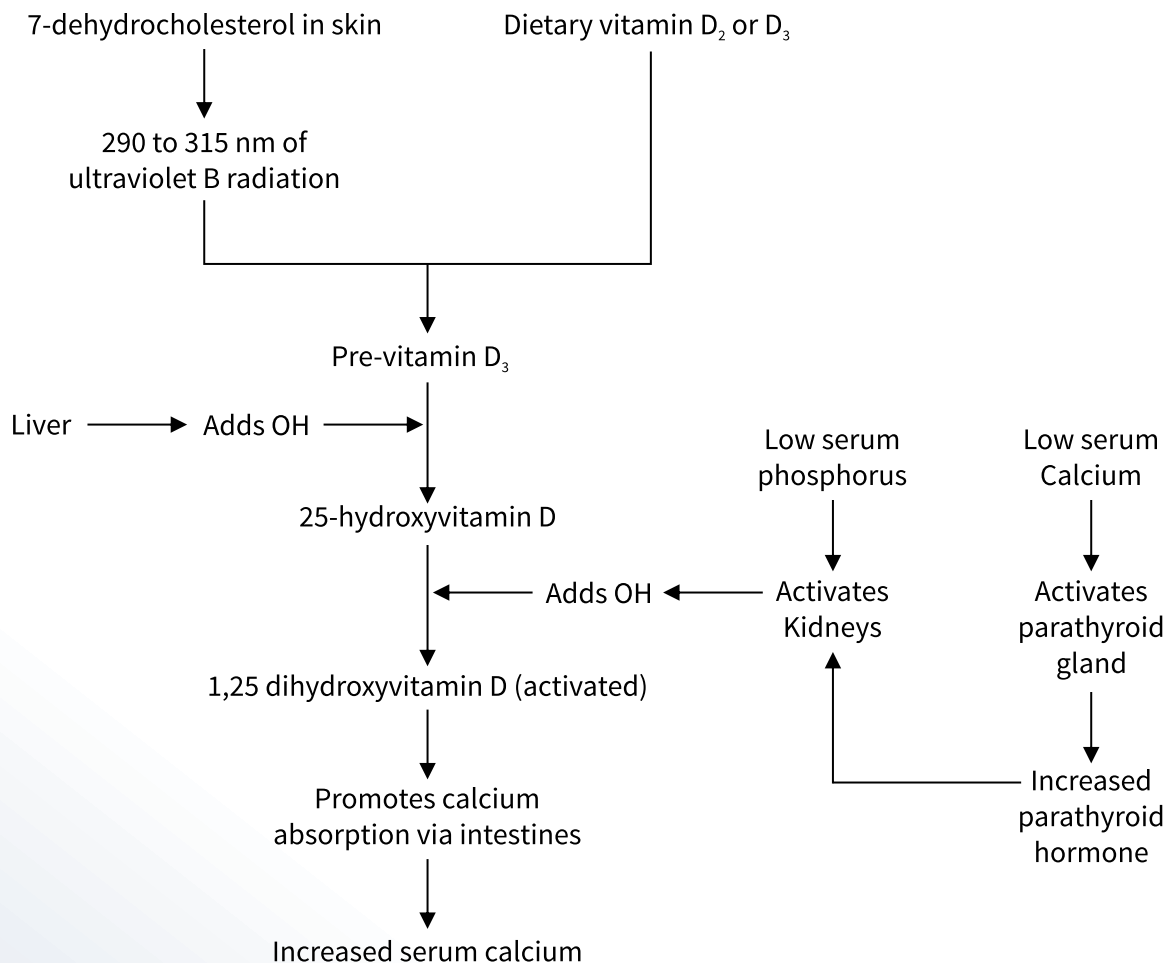 7-dehydrocholesterol in skin
Dietary vitamin D₂ or D₃
290 to 315 nm of
ultraviolet B radiation
Pre-vitamin D₃
Liver
Adds OH
25-hydroxyvitamin D
Low serum
phosphorus
Low serum
Calcium
Adds OH
Activates
Kidneys
Activates
parathyroid
gland
1,25 dihydroxyvitamin D (activated)
Promotes calcium
absorption via intestines
Increased
parathyroid
hormone
Increased serum calcium